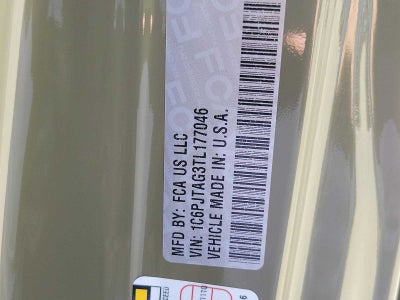 MFD BY: FCA US LLC
VIN: 1C6PJTAG3TL177046
VEHICLE MADE IN: U.S.A.